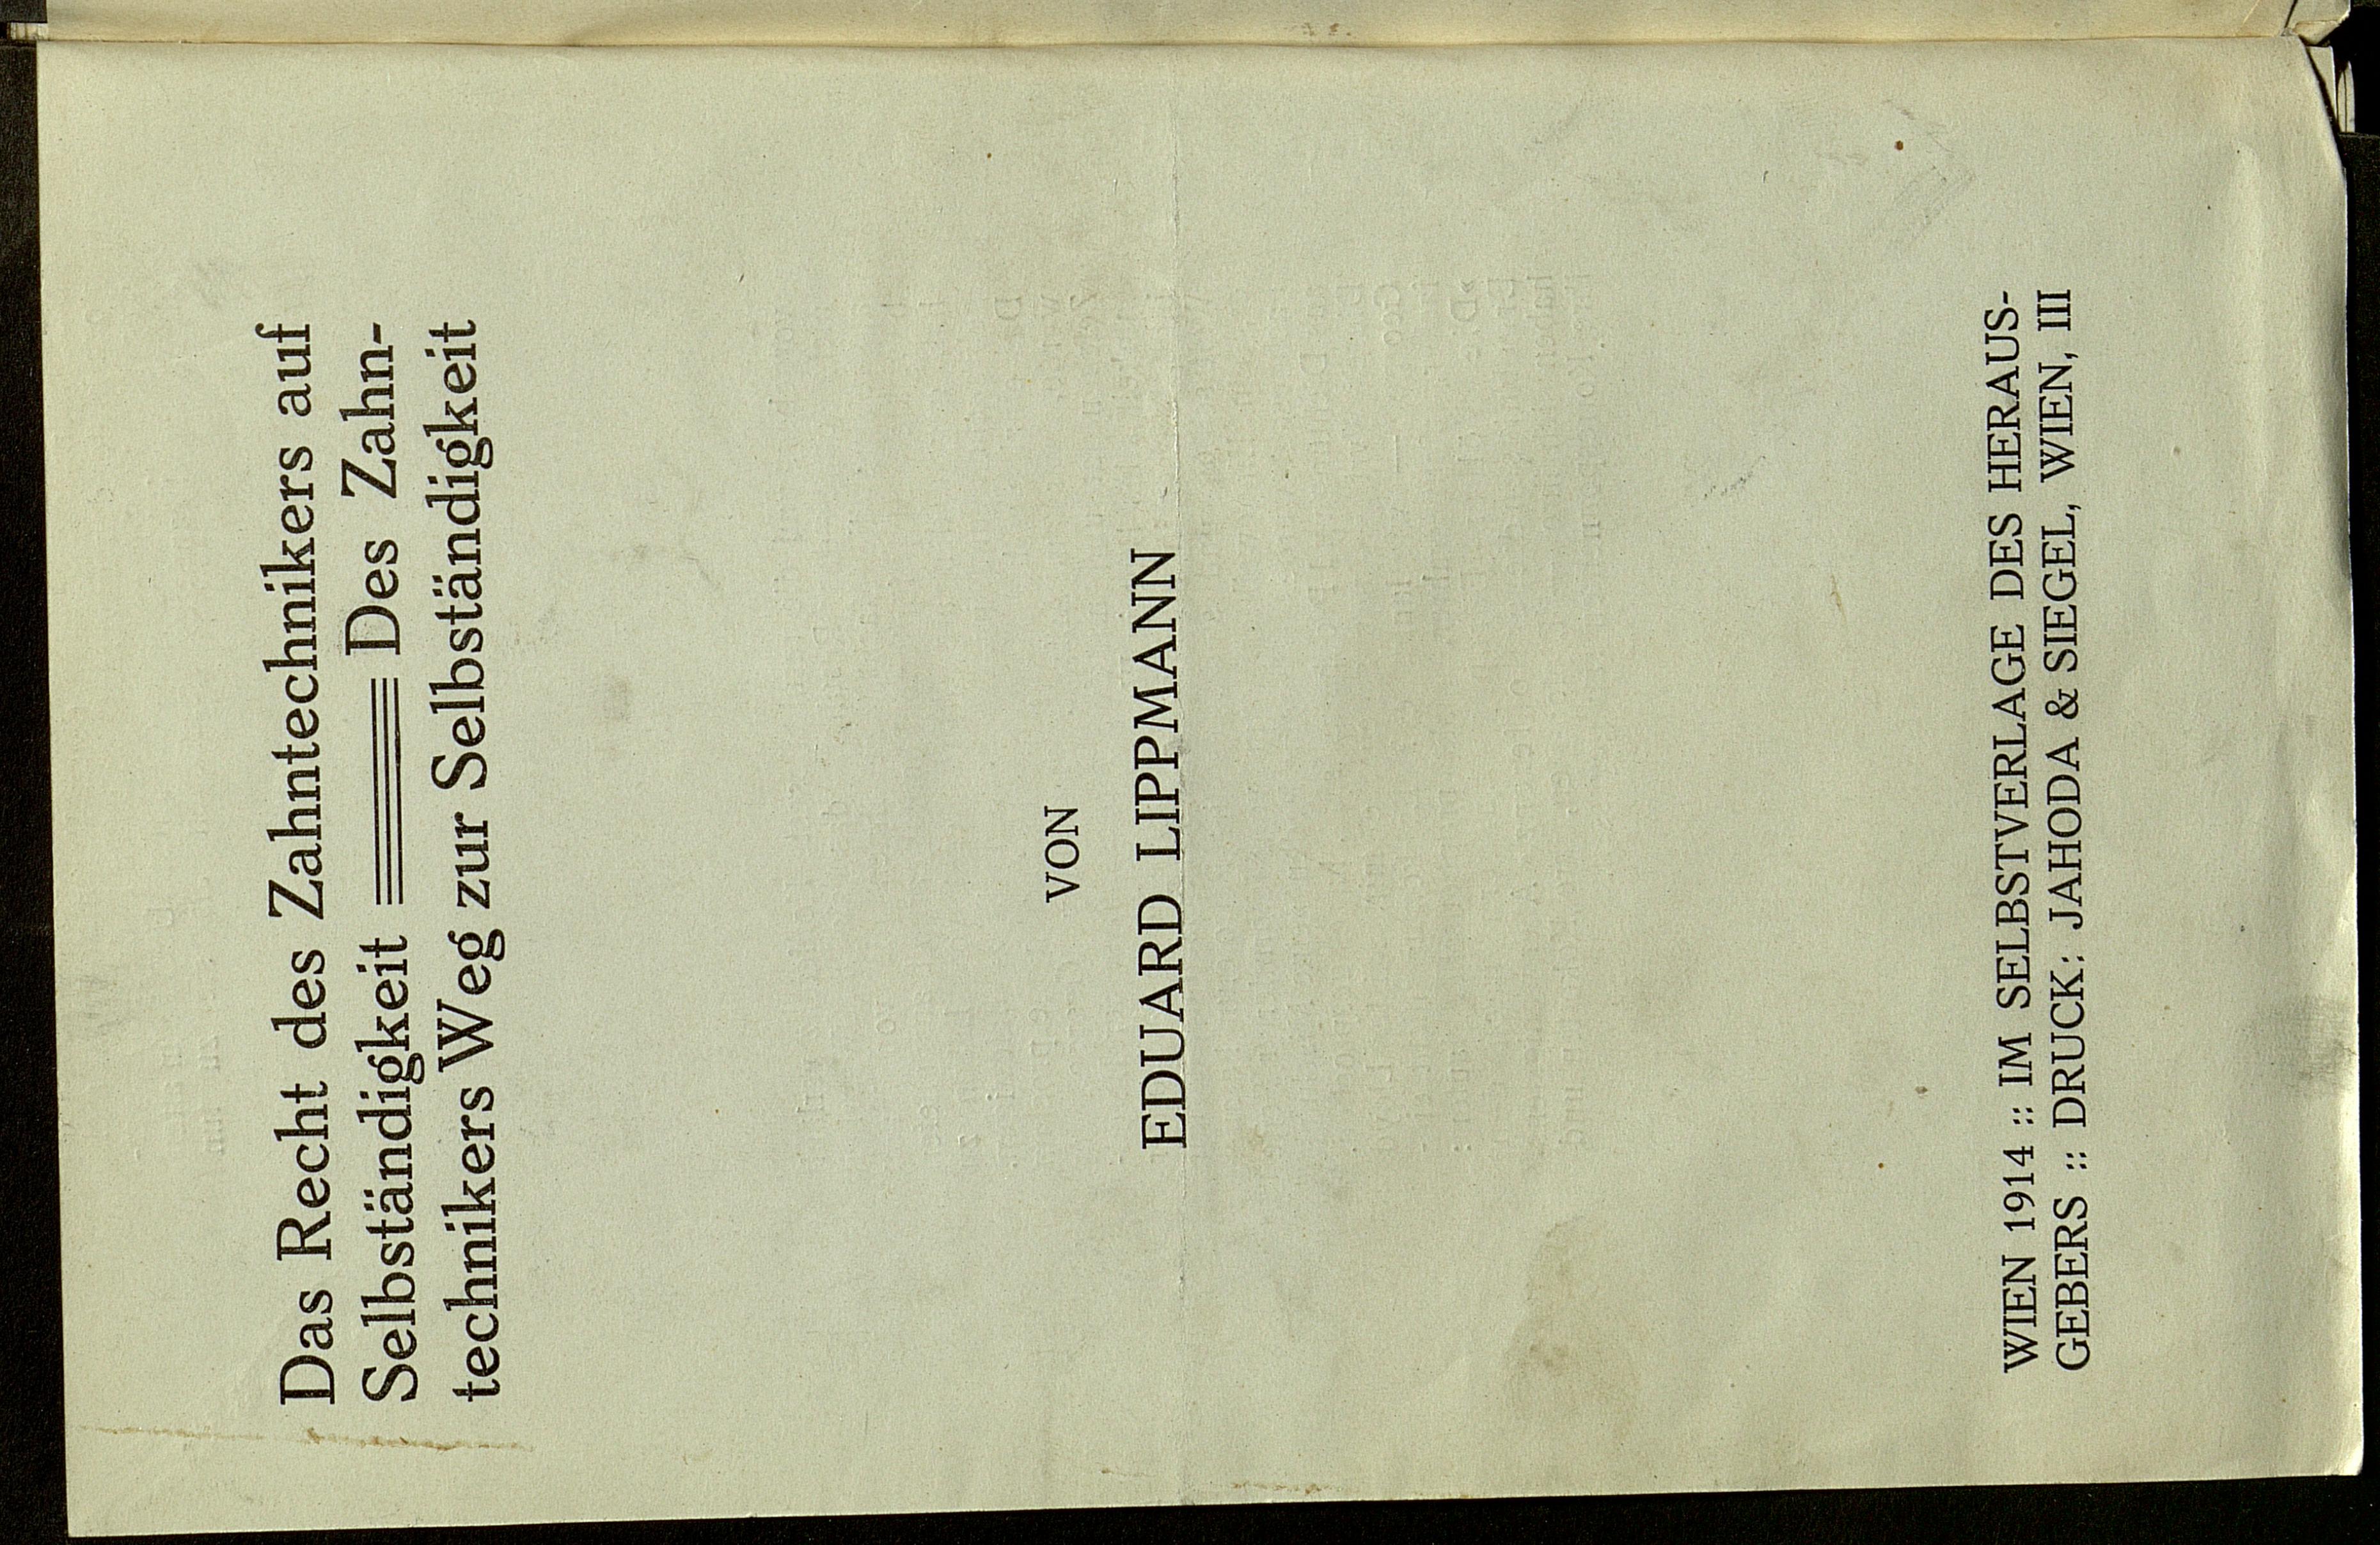 Das Recht des Zahntechnikers auf
Selbständigkeit Des Zahn-
technikers Weg zur Selbständigkeit
VON
EDUARD LIPPMANN
WIEN 1914 :: IM SELBSTVERLAGE DES HERAUS-
GEBERS :: DRUCK: JAHODA & SIEGEL, WIEN, III